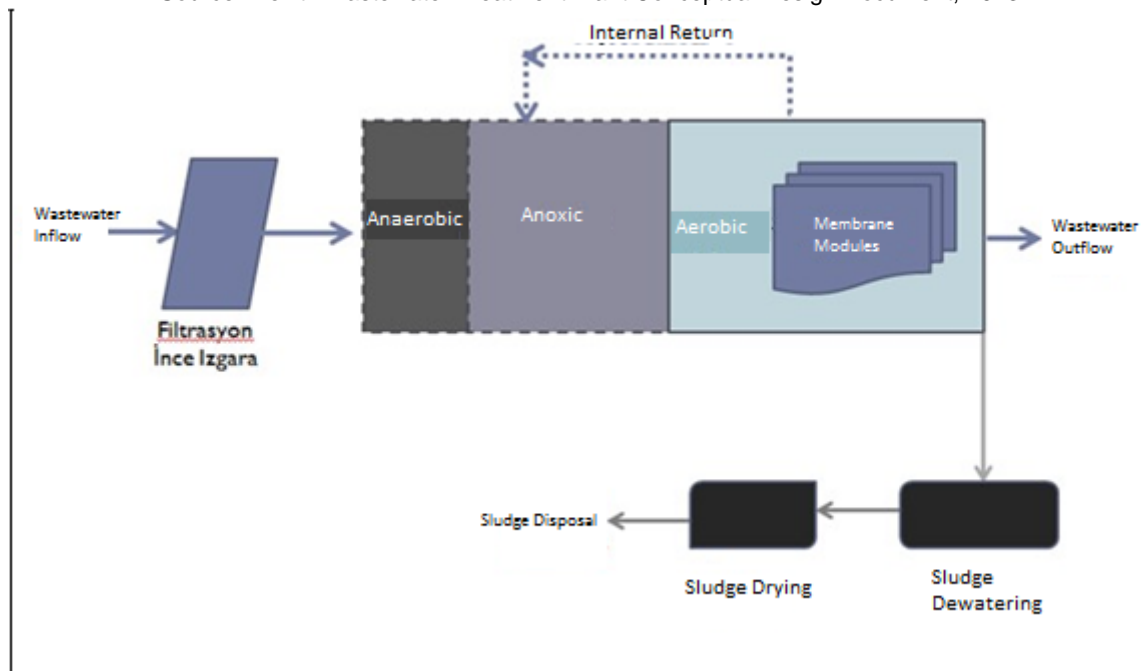 Internal Return
Wastewater
Inflow
Anaerobic
Anoxic
Aerobic
Membrane
Modules
Wastewater
Outflow
Filtrasyon
İnce Izgara
Sludge Disposal
Sludge Drying
Sludge
Dewatering